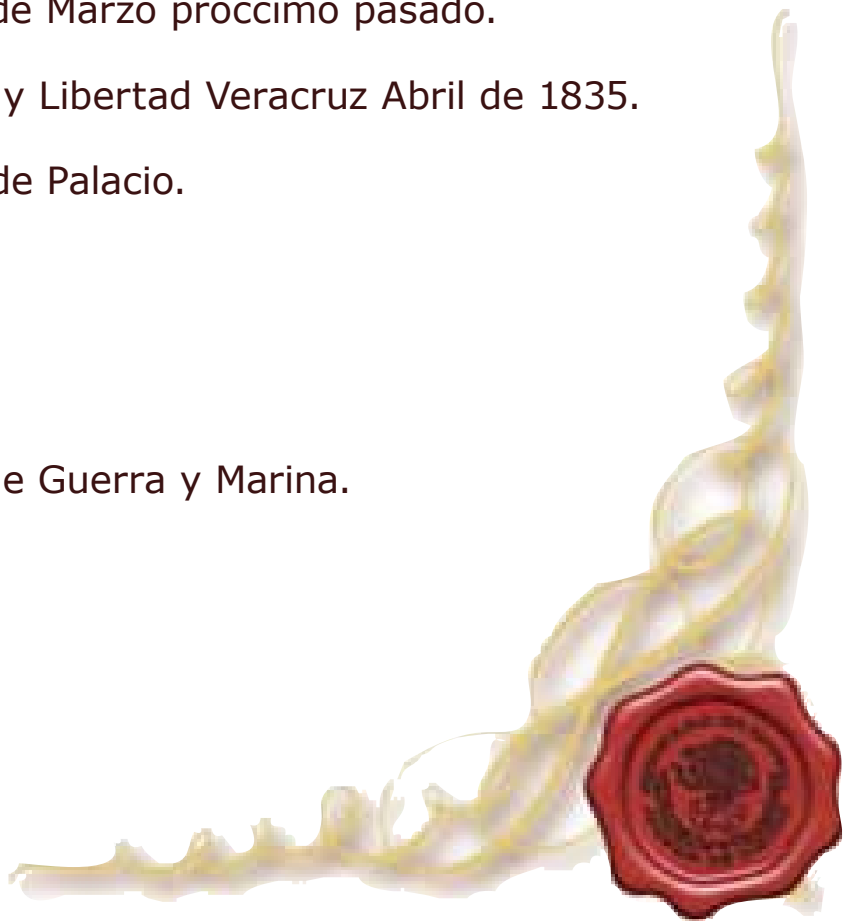 de Marzo proccimo pasado.
y Libertad Veracruz Abril de 1835.
de Palacio.
e Guerra y Marina.